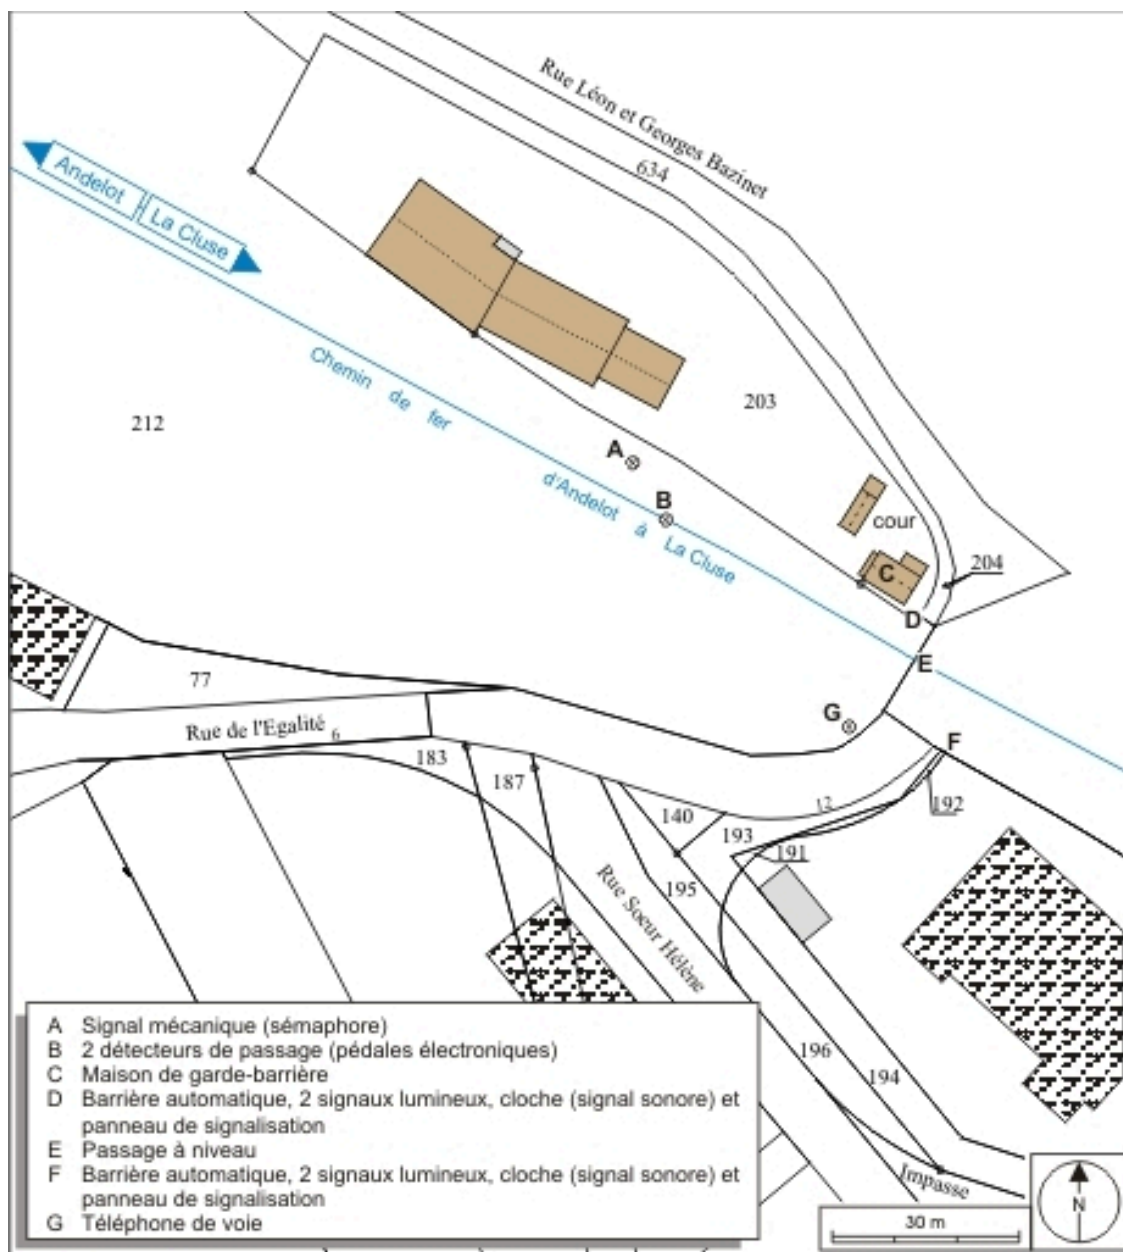 Rue Léon et Georges Bazinet
634
Andelot
La Cluse
Chemin de fer d'Andelot à La Cluse
203
212
A
B
cour
C
204
D
E
77
G
Rue de l'Egalité
6
F
183
187
12
192
140
193
191
195
Rue Sœur Hélène
196
194
Impasse
A Signal mécanique (sémaphore)
B 2 détecteurs de passage (pédales électroniques)
C Maison de garde-barrière
D Barrière automatique, 2 signaux lumineux, cloche (signal sonore) et
panneau de signalisation
E Passage à niveau
F Barrière automatique, 2 signaux lumineux, cloche (signal sonore) et
panneau de signalisation
G Téléphone de voie
30 m
N